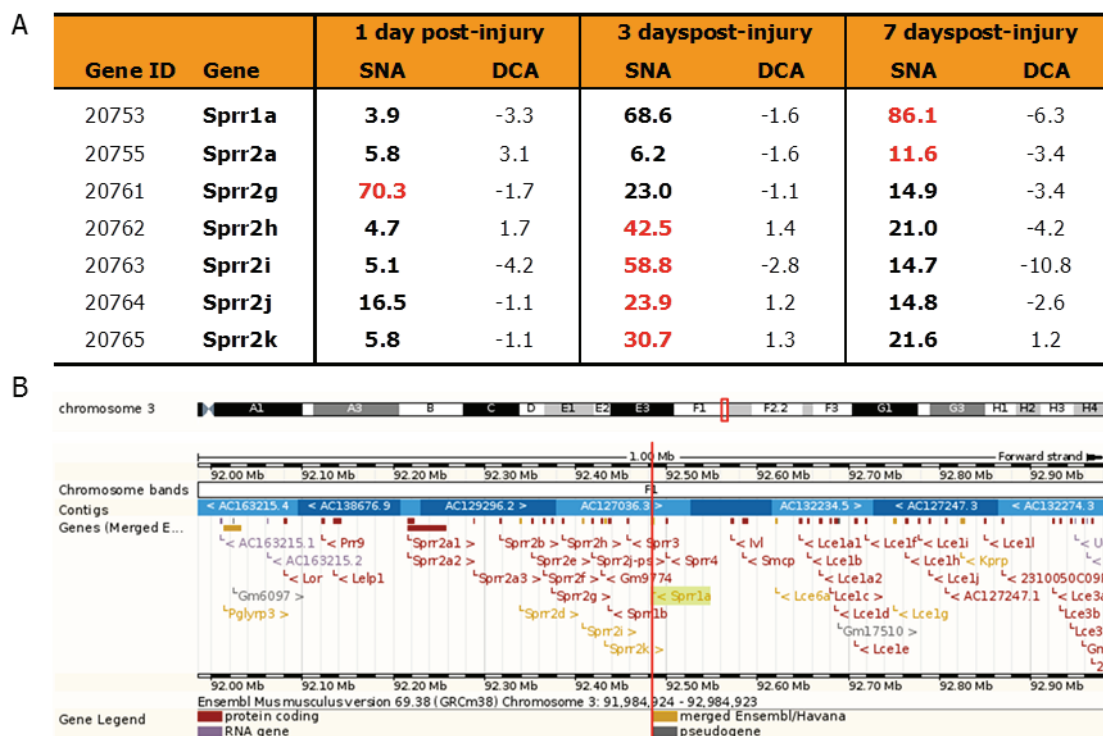 A
1 day post-injury 3 dayspost-injury 7 dayspost-injury
Gene ID Gene SNA DCA SNA DCA SNA DCA
20753 Sprr1a 3.9 -3.3 68.6 -1.6 86.1 -6.3
20755 Sprr2a 5.8 3.1 6.2 -1.6 11.6 -3.4
20761 Sprr2g 70.3 -1.7 23.0 -1.1 14.9 -3.4
20762 Sprr2h 4.7 1.7 42.5 1.4 21.0 -4.2
20763 Sprr2i 5.1 -4.2 58.8 -2.8 14.7 -10.8
20764 Sprr2j 16.5 -1.1 23.9 1.2 14.8 -2.6
20765 Sprr2k 5.8 -1.1 30.7 1.3 21.6 1.2
B
chromosome 3 A1 A3 B C D E1 E2 E3 F1 F2.2 F3 G1 G3 H1 H2 H3 H4
1.00 Mb Forward strand
92.00 Mb 92.10 Mb 92.20 Mb 92.30 Mb 92.40 Mb 92.50 Mb 92.60 Mb 92.70 Mb 92.80 Mb 92.90 Mb
Chromosome bands F1
Contigs < AC163215.4 < AC138676.9 AC129296.2 > AC127036.3 > AC132234.5 > AC127247.3 AC132274.3 >
Genes (Merged E...
< AC163215.1 < Prr9 Sprr2a1 > Sprr2b > Sprr2h > < Sprr3 < Ivl < Lce1a1 < Lce1f < Lce1i < Lce1l
< AC163215.2 Sprr2a2 > Sprr2e > Sprr2j-ps < Sprr4 < Smcp < Lce1b < Lce1h < Kprp
< Lor < Lelp1 Sprr2a3 > Sprr2f > < Gm9774 < Lce1a2 < Lce1j < 2310050C09
Gm6097 > Sprr2g > < Sprr1a < Lce6a < Lce1c < AC127247.1 < Lce3a
Pglyrp3 > Sprr2d > < Sprr1b < Lce1d < Lce1g Lce3b
Sprr2i > Gm17510 > < Lce3
Sprr2k > < Lce1e Gm
92.00 Mb 92.10 Mb 92.20 Mb 92.30 Mb 92.40 Mb 92.50 Mb 92.60 Mb 92.70 Mb 92.80 Mb 92.90 Mb
Ensembl Mus musculus version 69.38 (GRCm38) Chromosome 3: 91,984,924 - 92,984,923
Gene Legend protein coding merged Ensembl/Havana
RNA gene pseudogene